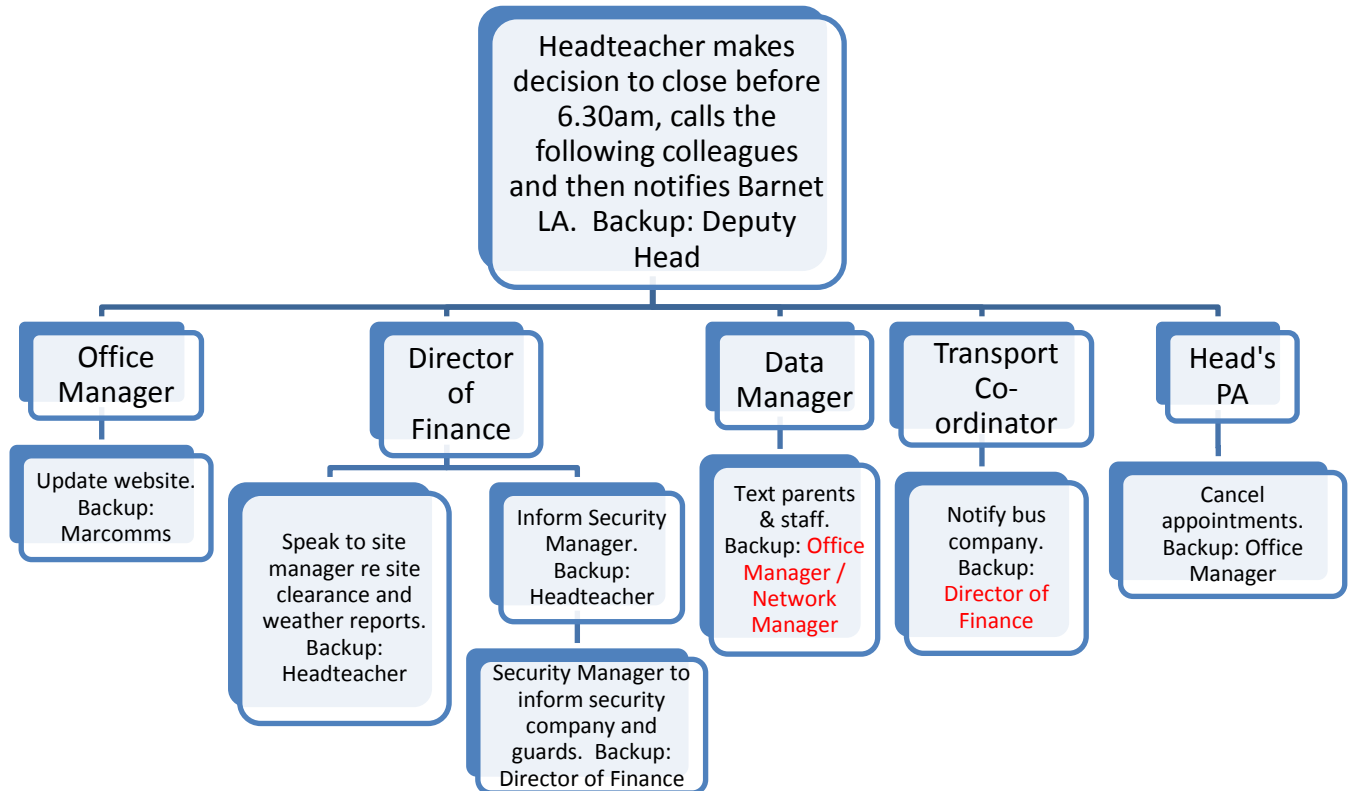 Headteacher makes
decision to close before
6.30am, calls the
following colleagues
and then notifies Barnet
LA.  Backup: Deputy
Head
Office
Manager
Update website.
Backup:
Marcomms
Director
of
Finance
Speak to site
manager re site
clearance and
weather reports.
Backup:
Headteacher
Inform Security
Manager.
Backup:
Headteacher
Security Manager to
inform security
company and
guards.  Backup:
Director of Finance
Data
Manager
Text parents
& staff.
Backup: Office
Manager /
Network
Manager
Transport
Co-
ordinator
Notify bus
company.
Backup:
Director of
Finance
Head's
PA
Cancel
appointments.
Backup: Office
Manager